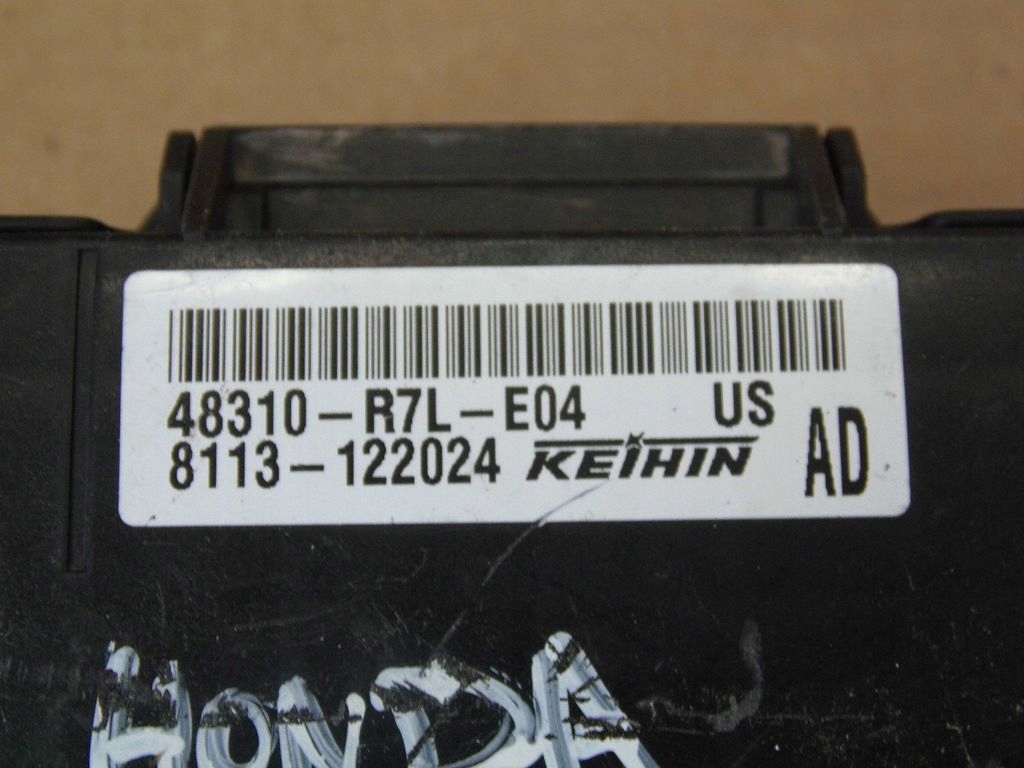 48310-R7L-E04 US
8113-122024 KEIHIN AD
HONDA